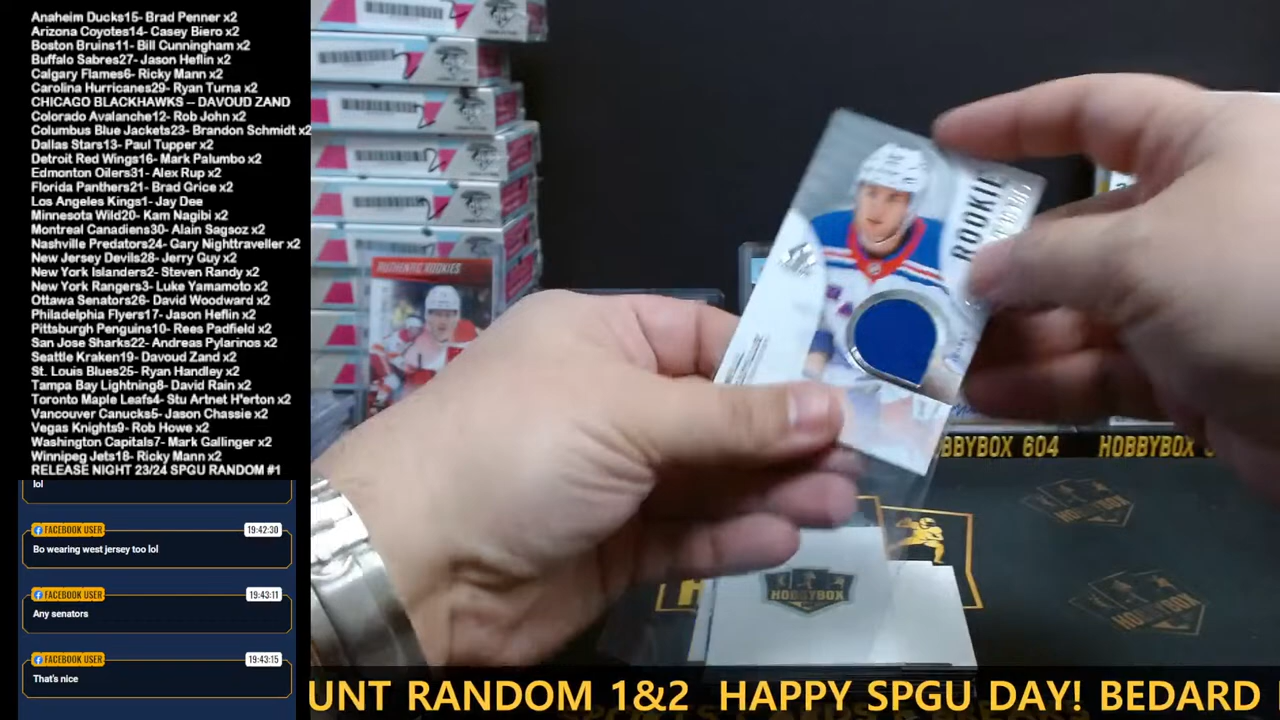 Anaheim Ducks15- Brad Penner x2
Arizona Coyotes14- Casey Biero x2
Boston Bruins11- Bill Cunningham x2
Buffalo Sabres27- Jason Heflin x2
Calgary Flames6- Ricky Mann x2
Carolina Hurricanes29- Ryan Turna x2
CHICAGO BLACKHAWKS -- DAVOUD ZAND
Colorado Avalanche12- Rob John x2
Columbus Blue Jackets23- Brandon Schmidt x2
Dallas Stars13- Paul Tupper x2
Detroit Red Wings16- Mark Palumbo x2
Edmonton Oilers31- Alex Rup x2
Florida Panthers21- Brad Grice x2
Los Angeles Kings1- Jay Dee
Minnesota Wild20- Kam Nagibi x2
Montreal Canadiens30- Alain Sagsoz x2
Nashville Predators24- Gary Nighttraveller x2
New Jersey Devils28- Jerry Guy x2
New York Islanders2- Steven Randy x2
New York Rangers3- Luke Yamamoto x2
Ottawa Senators26- David Woodward x2
Philadelphia Flyers17- Jason Heflin x2
Pittsburgh Penguins10- Rees Padfield x2
San Jose Sharks22- Andreas Pylarinos x2
Seattle Kraken19- Davoud Zand x2
St. Louis Blues25- Ryan Handley x2
Tampa Bay Lightning8- David Rain x2
Toronto Maple Leafs4- Stu Artnet H'erton x2
Vancouver Canucks5- Jason Chassie x2
Vegas Knights9- Rob Howe x2
Washington Capitals7- Mark Gallinger x2
Winnipeg Jets18- Ricky Mann x2
RELEASE NIGHT 23/24 SPGU RANDOM #1
lol
FACEBOOK USER 19:42:30
Bo wearing west jersey too lol
FACEBOOK USER 19:43:11
Any senators
FACEBOOK USER 19:43:15
That's nice
AUTHENTIC ROOKIES
ROOKIE
HOBBYBOX 604 HOBBYBOX
HOBBYBOX
UNT RANDOM 1&2 HAPPY SPGU DAY! BEDARD